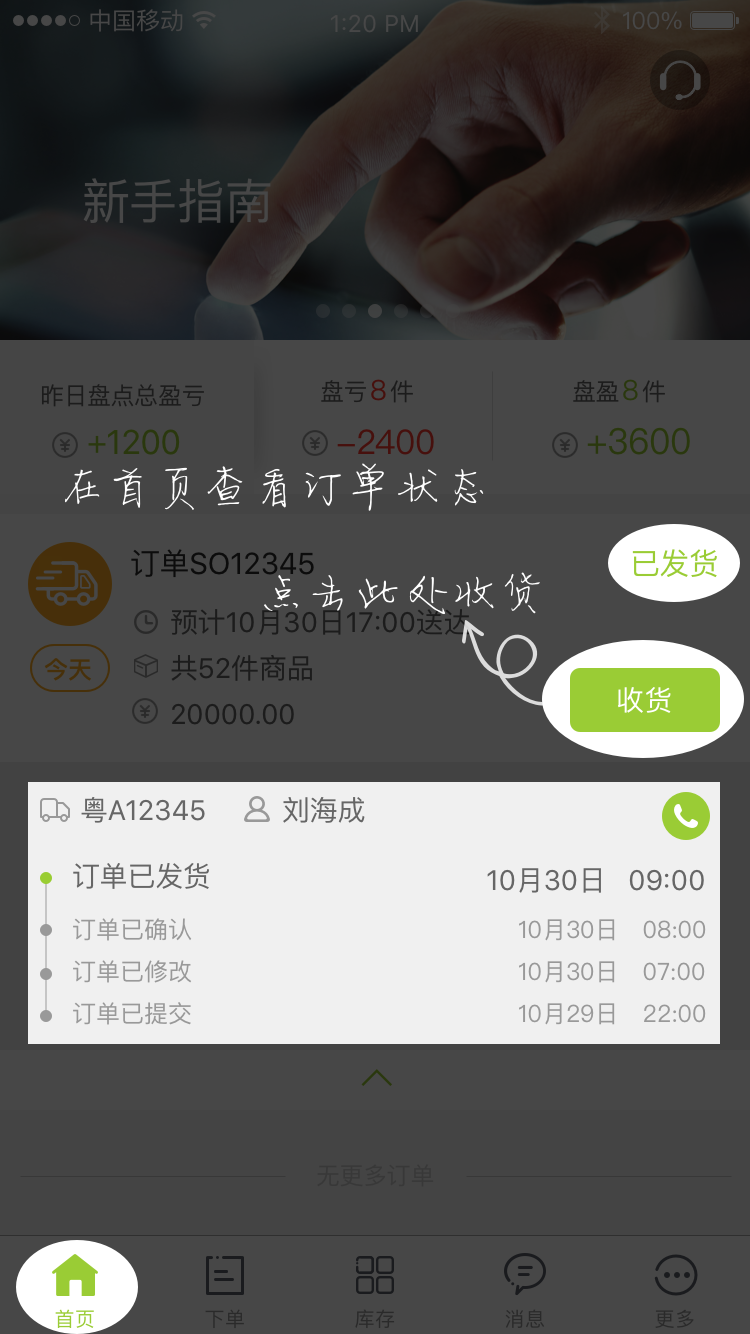 中国移动 1:20 PM 100%
新手指南
昨日盘点总盈亏 盘亏8件 盘盈8件
¥ +1200 ¥ -2400 ¥ +3600
在首页查看订单状态
订单SO12345 已发货
点击此处收货
预计10月30日17:00送达
今天 共52件商品
收货
¥ 20000.00
粤A12345 刘海成
订单已发货 10月30日 09:00
订单已确认 10月30日 08:00
订单已修改 10月30日 07:00
订单已提交 10月29日 22:00
无更多订单
首页 下单 库存 消息 更多